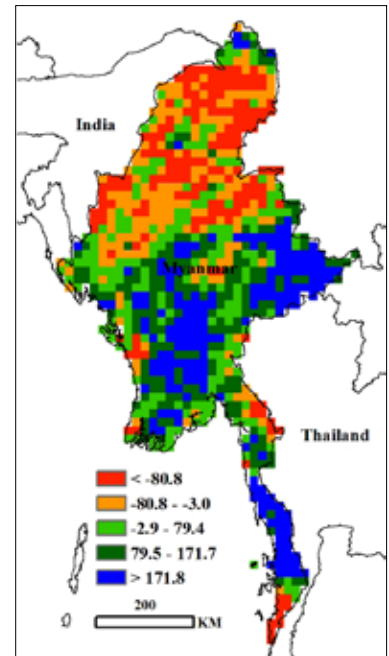 India
Myanmar
Thailand
< -80.8
-80.8 - -3.0
-2.9 - 79.4
79.5 - 171.7
> 171.8
200
KM